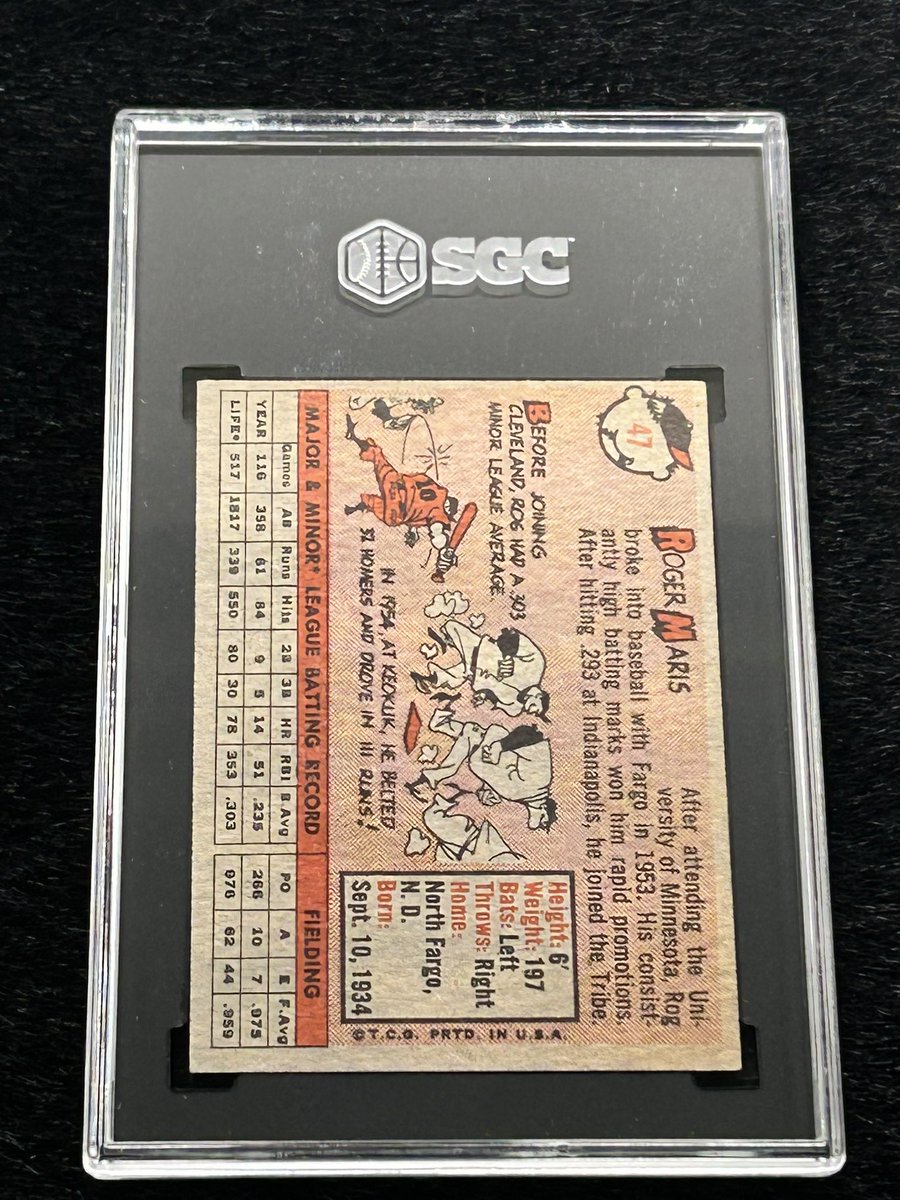 SGC
47
ROGER MARIS
After attending the Uni
versity of Minnesota, Rog
broke into baseball with Fargo in 1953. His consist-
antly high batting marks won him rapid promotions.
After hitting .293 at Indianapolis, he joined the Tribe.
BEFORE JOINING
CLEVELAND, ROG HAD A .303
MINOR LEAGUE AVERAGE.
IN 1954, AT KEOKUK, HE BELTED
32 HOMERS AND DROVE IN 111 RUNS!
Height: 6'
Weight: 197
Bats: Left
Throws: Right
Home:
North Fargo,
N. D.
Born:
Sept. 10, 1934
©T.C.G. PRTD. IN U.S.A.
MAJOR & MINOR* LEAGUE BATTING RECORD FIELDING
Games AB Runs Hits 2B 3B HR RBI B.Avg PO A E F.Avg
YEAR 116 358 61 84 9 5 14 51 .235 266 10 7 .975
LIFE* 517 1817 339 550 80 30 78 353 .303 976 62 44 .959